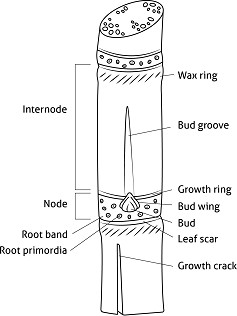 Wax ring
Internode
Bud groove
Growth ring
Node
Bud wing
Bud
Root band
Leaf scar
Root primordia
Growth crack